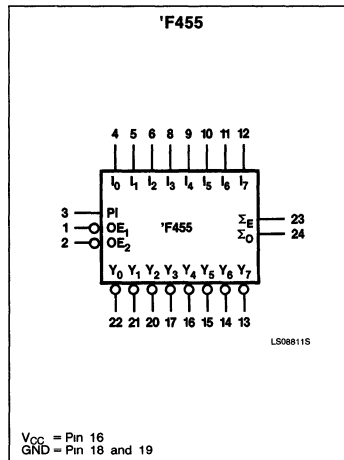 'F455
4 5 6 8 9 10 11 12
I0 I1 I2 I3 I4 I5 I6 I7
3 PI 'F455 ΣE 23
1 OE1 ΣO 24
2 OE2
Y0 Y1 Y2 Y3 Y4 Y5 Y6 Y7
22 21 20 17 16 15 14 13
LS08811S
VCC = Pin 16
GND = Pin 18 and 19